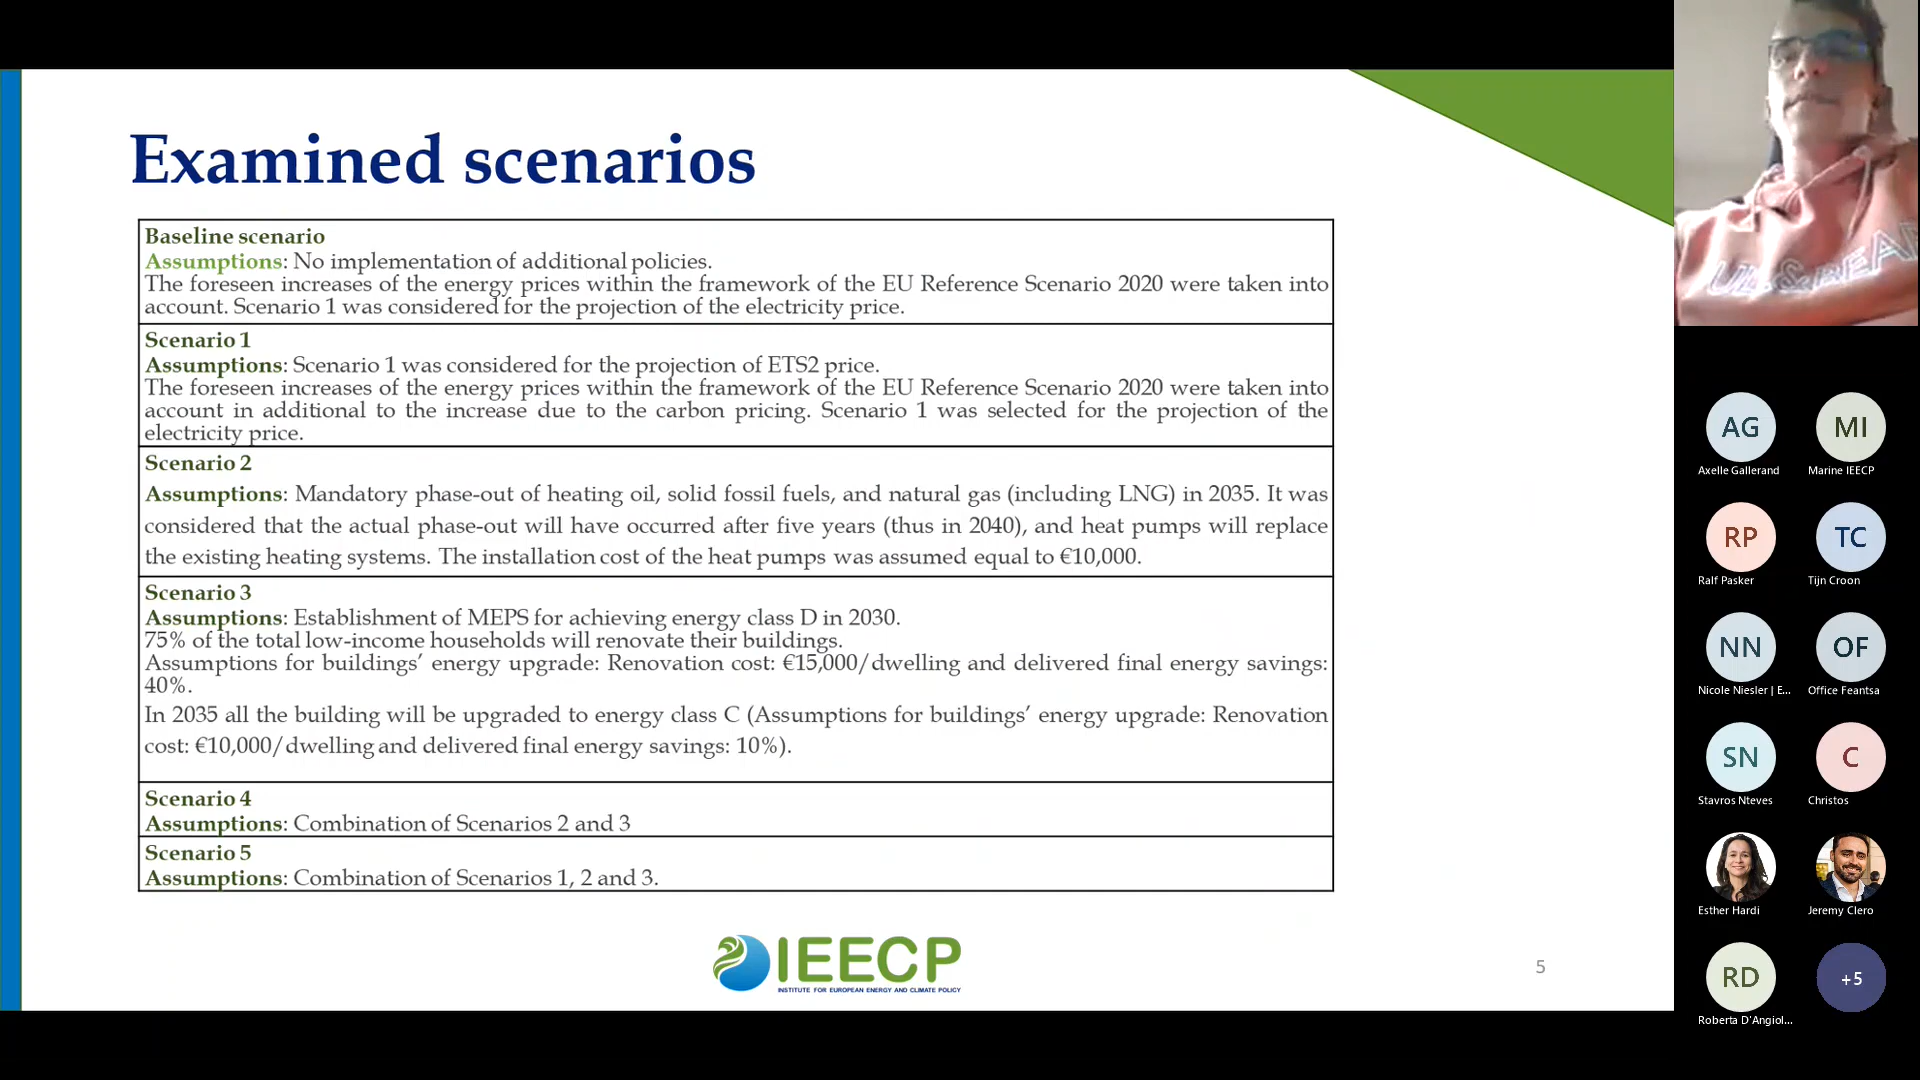 Examined scenarios
Baseline scenario
Assumptions: No implementation of additional policies.
The foreseen increases of the energy prices within the framework of the EU Reference Scenario 2020 were taken into
account. Scenario 1 was considered for the projection of the electricity price.
Scenario 1
Assumptions: Scenario 1 was considered for the projection of ETS2 price.
The foreseen increases of the energy prices within the framework of the EU Reference Scenario 2020 were taken into
account in additional to the increase due to the carbon pricing. Scenario 1 was selected for the projection of the
electricity price.
Scenario 2
Assumptions: Mandatory phase-out of heating oil, solid fossil fuels, and natural gas (including LNG) in 2035. It was
considered that the actual phase-out will have occurred after five years (thus in 2040), and heat pumps will replace
the existing heating systems. The installation cost of the heat pumps was assumed equal to €10,000.
Scenario 3
Assumptions: Establishment of MEPS for achieving energy class D in 2030.
75% of the total low-income households will renovate their buildings.
Assumptions for buildings’ energy upgrade: Renovation cost: €15,000/dwelling and delivered final energy savings:
40%.
In 2035 all the building will be upgraded to energy class C (Assumptions for buildings’ energy upgrade: Renovation
cost: €10,000/dwelling and delivered final energy savings: 10%).
Scenario 4
Assumptions: Combination of Scenarios 2 and 3
Scenario 5
Assumptions: Combination of Scenarios 1, 2 and 3.
IEECP
INSTITUTE FOR EUROPEAN ENERGY AND CLIMATE POLICY
5
AG
MI
Axelle Gallerand
Marine IEECP
RP
TC
Ralf Pasker
Tijn Croon
NN
OF
Nicole Niesler | E...
Office Feantsa
SN
C
Stavros Nteves
Christos
Esther Hardi
Jeremy Clero
RD
+5
Roberta D'Angiol...